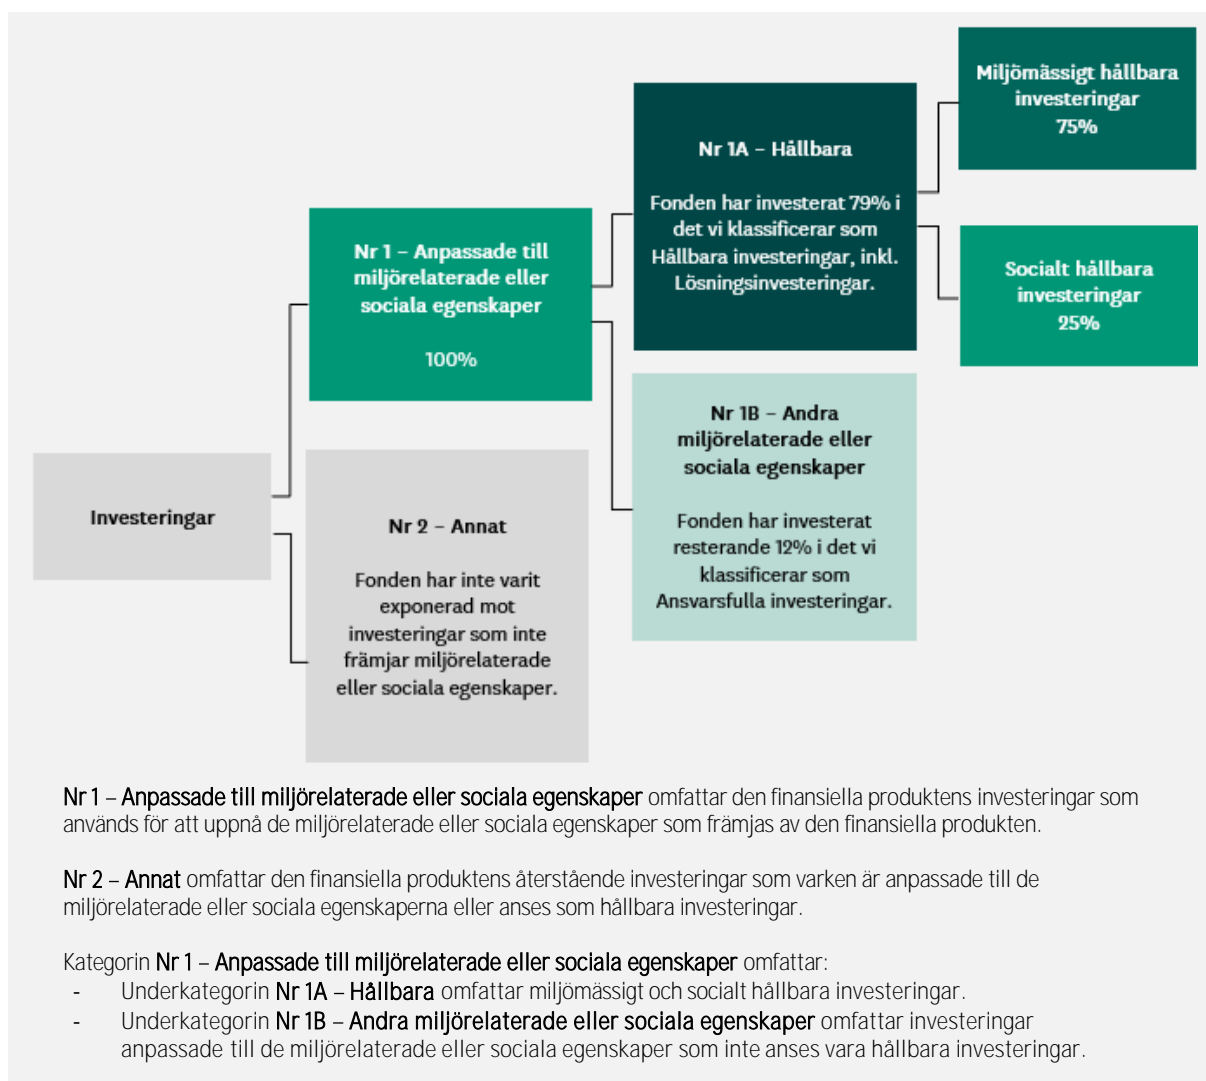 Miljömässigt hållbara
investeringar
75%
Nr 1A – Hållbara
Fonden har investerat 79% i
det vi klassificerar som
Hållbara investeringar, inkl.
Lösningsinvesteringar.
Nr 1 – Anpassade till
miljörelaterade eller
sociala egenskaper
100%
Socialt hållbara
investeringar
25%
Nr 1B – Andra
miljörelaterade eller
sociala egenskaper
Fonden har investerat
resterande 12% i det vi
klassificerar som
Ansvarsfulla investeringar.
Investeringar
Nr 2 – Annat
Fonden har inte varit
exponerad mot
investeringar som inte
främjar miljörelaterade
eller sociala egenskaper.
Nr 1 – Anpassade till miljörelaterade eller sociala egenskaper omfattar den finansiella produktens investeringar som
används för att uppnå de miljörelaterade eller sociala egenskaper som främjas av den finansiella produkten.
Nr 2 – Annat omfattar den finansiella produktens återstående investeringar som varken är anpassade till de
miljörelaterade eller sociala egenskaperna eller anses som hållbara investeringar.
Kategorin Nr 1 – Anpassade till miljörelaterade eller sociala egenskaper omfattar:
- Underkategorin Nr 1A – Hållbara omfattar miljömässigt och socialt hållbara investeringar.
- Underkategorin Nr 1B – Andra miljörelaterade eller sociala egenskaper omfattar investeringar
anpassade till de miljörelaterade eller sociala egenskaper som inte anses vara hållbara investeringar.